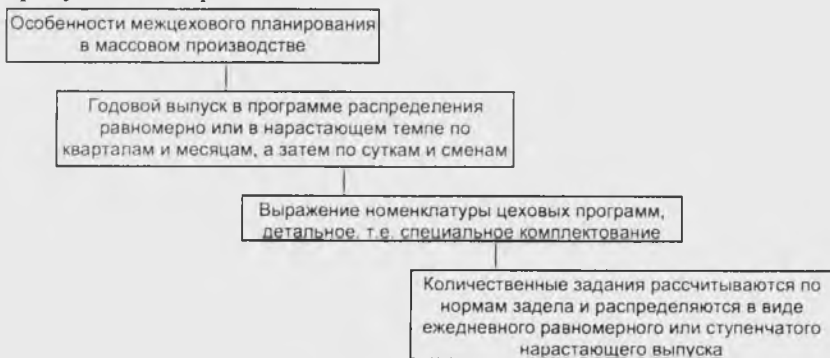 Особенности межцехового планирования
в массовом производстве
Годовой выпуск в программе распределения
равномерно или в нарастающем темпе по
кварталам и месяцам, а затем по суткам и сменам
Выражение номенклатуры цеховых программ,
детальное, т.е. специальное комплектование
Количественные задания рассчитываются по
нормам задела и распределяются в виде
ежедневного равномерного или ступенчатого
нарастающего выпуска